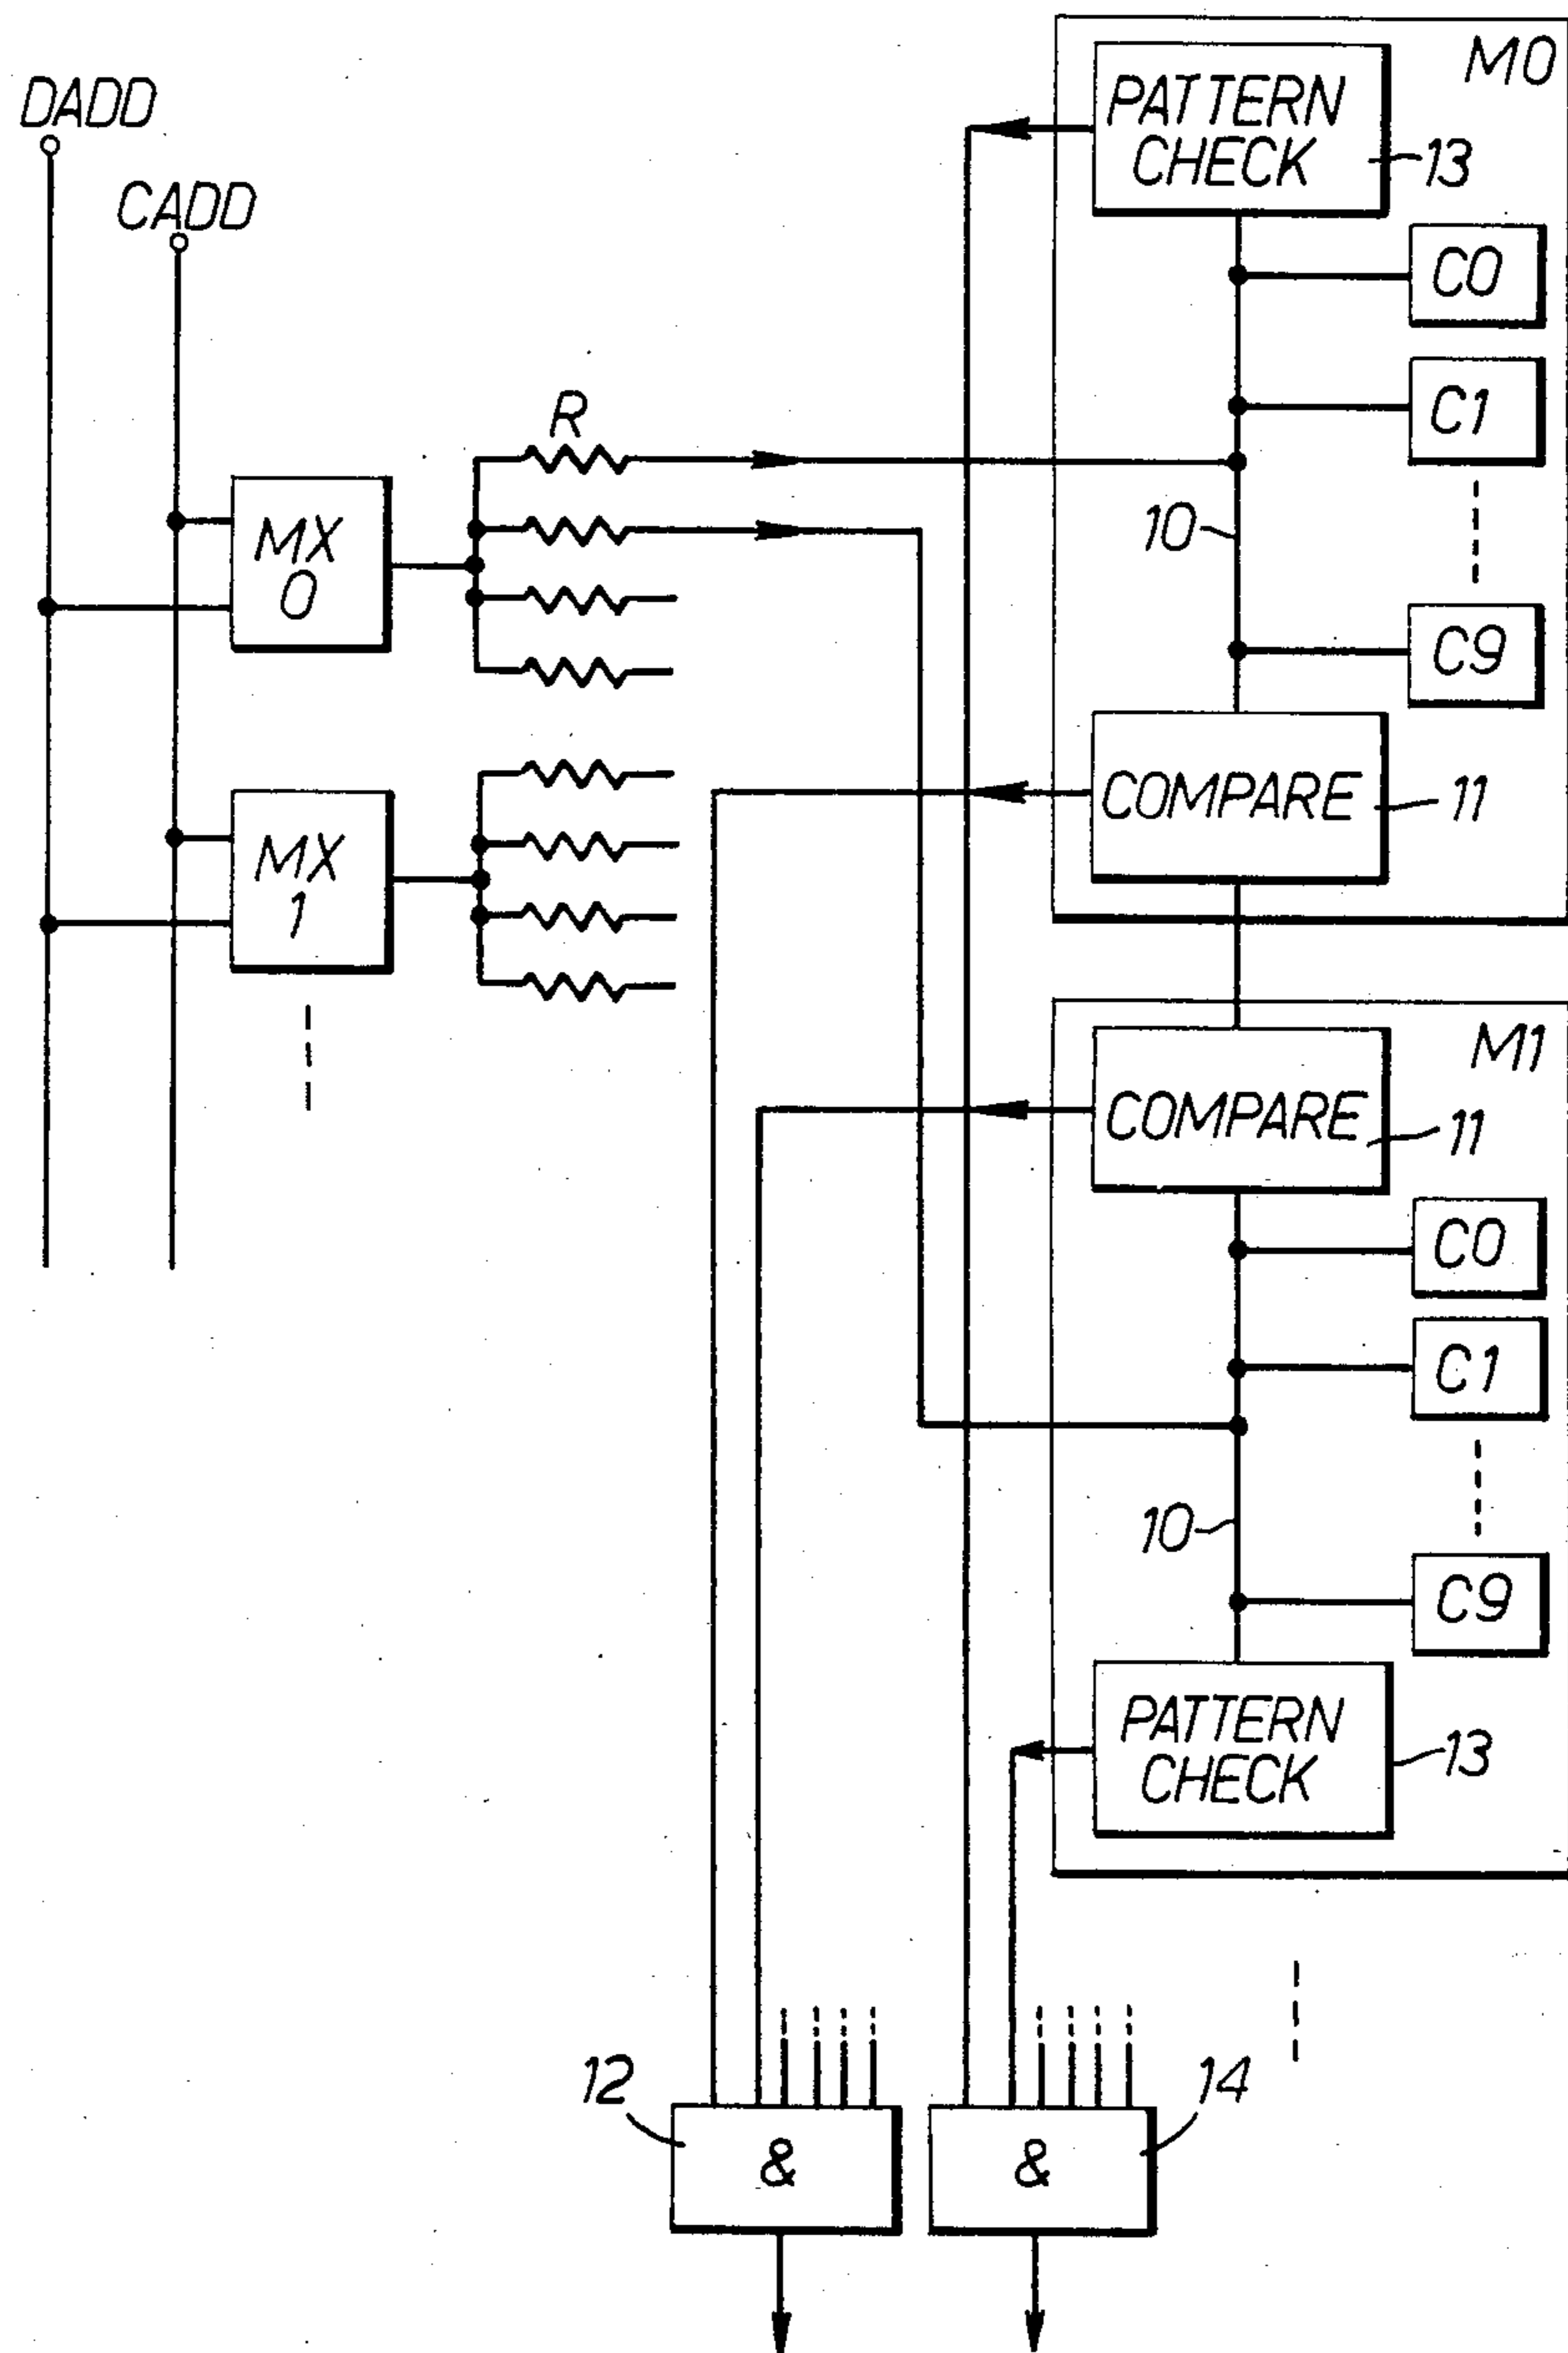 DADD
CADD
M0
PATTERN
CHECK
13
C0
C1
R
10
MX
0
C9
COMPARE
11
MX
1
M1
COMPARE
11
C0
C1
10
C9
PATTERN
CHECK
13
12
14
&
&